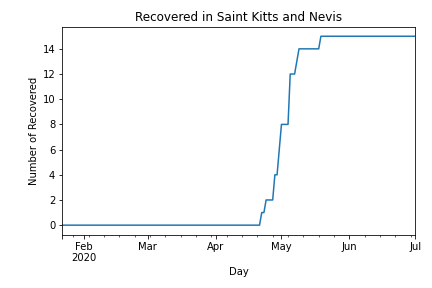 Recovered in Saint Kitts and Nevis
Number of Recovered
14
12
10
8
6
4
2
0
Feb Mar Apr May Jun Jul
2020
Day